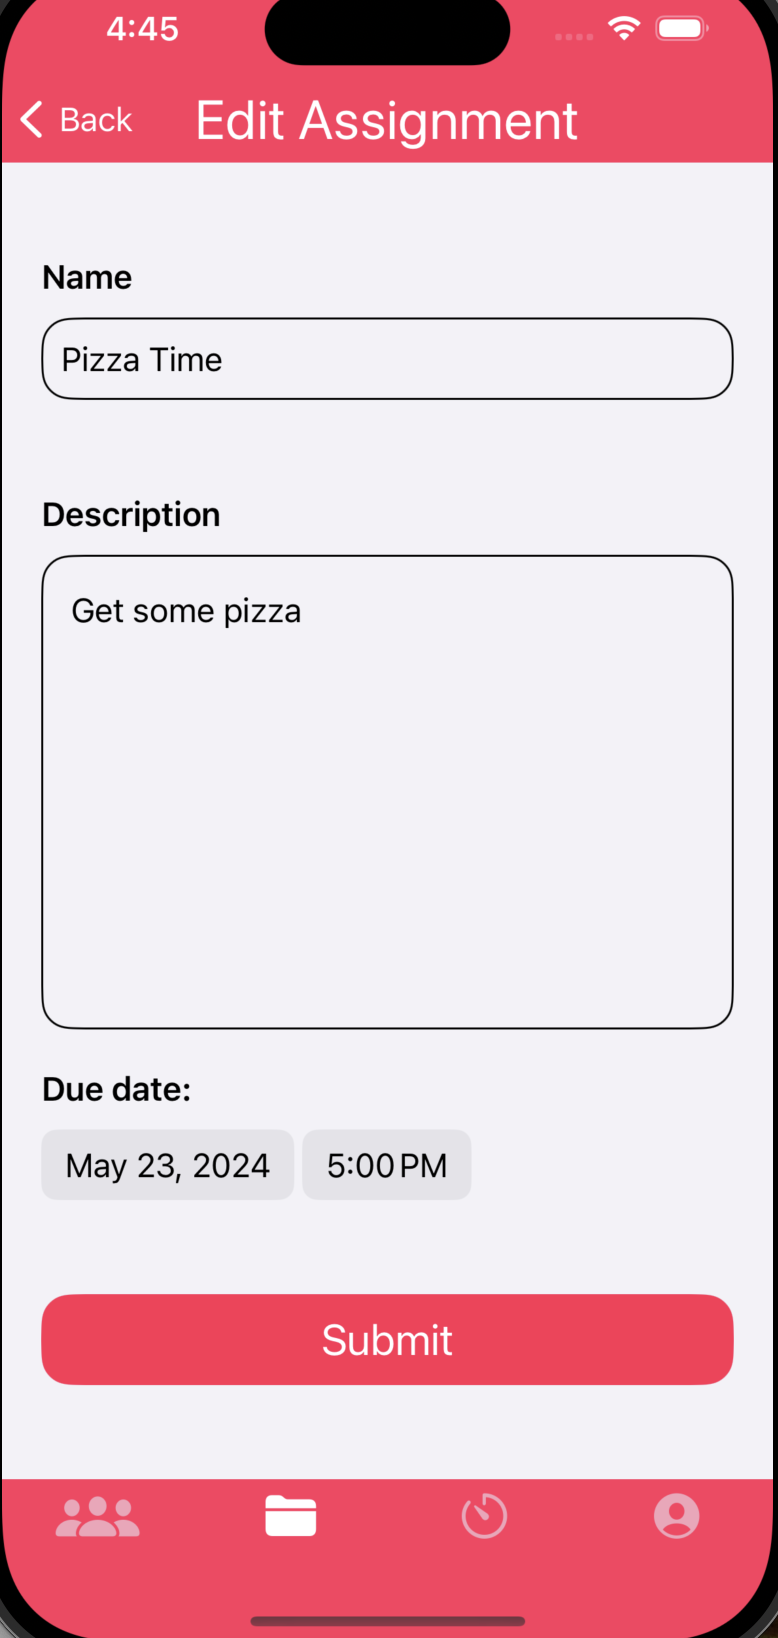 4:45
Back
Edit Assignment
Name
Pizza Time
Description
Get some pizza
Due date:
May 23, 2024 5:00 PM
Submit